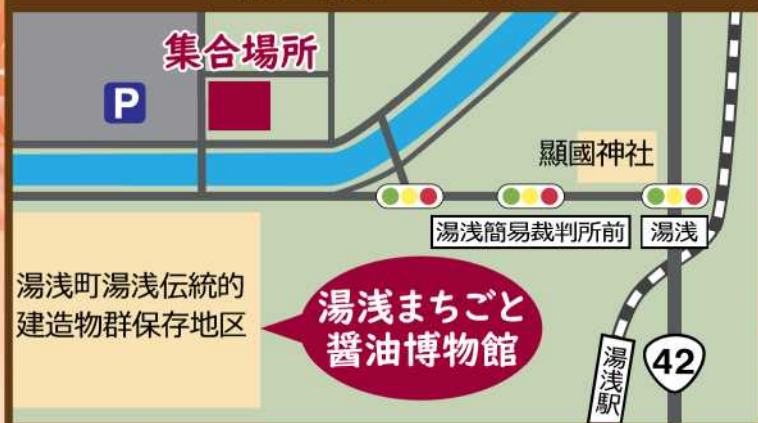 集合場所
P
顯國神社
湯浅簡易裁判所前
湯浅
湯浅町湯浅伝統的
建造物群保存地区
湯浅まちごと
醤油博物館
湯浅駅
42